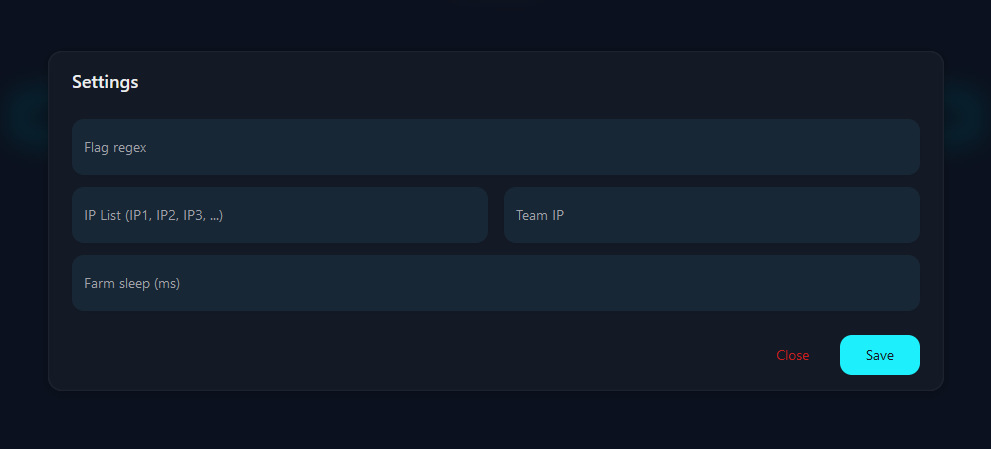 Settings
Flag regex
IP List (IP1, IP2, IP3, ...)
Team IP
Farm sleep (ms)
Close
Save